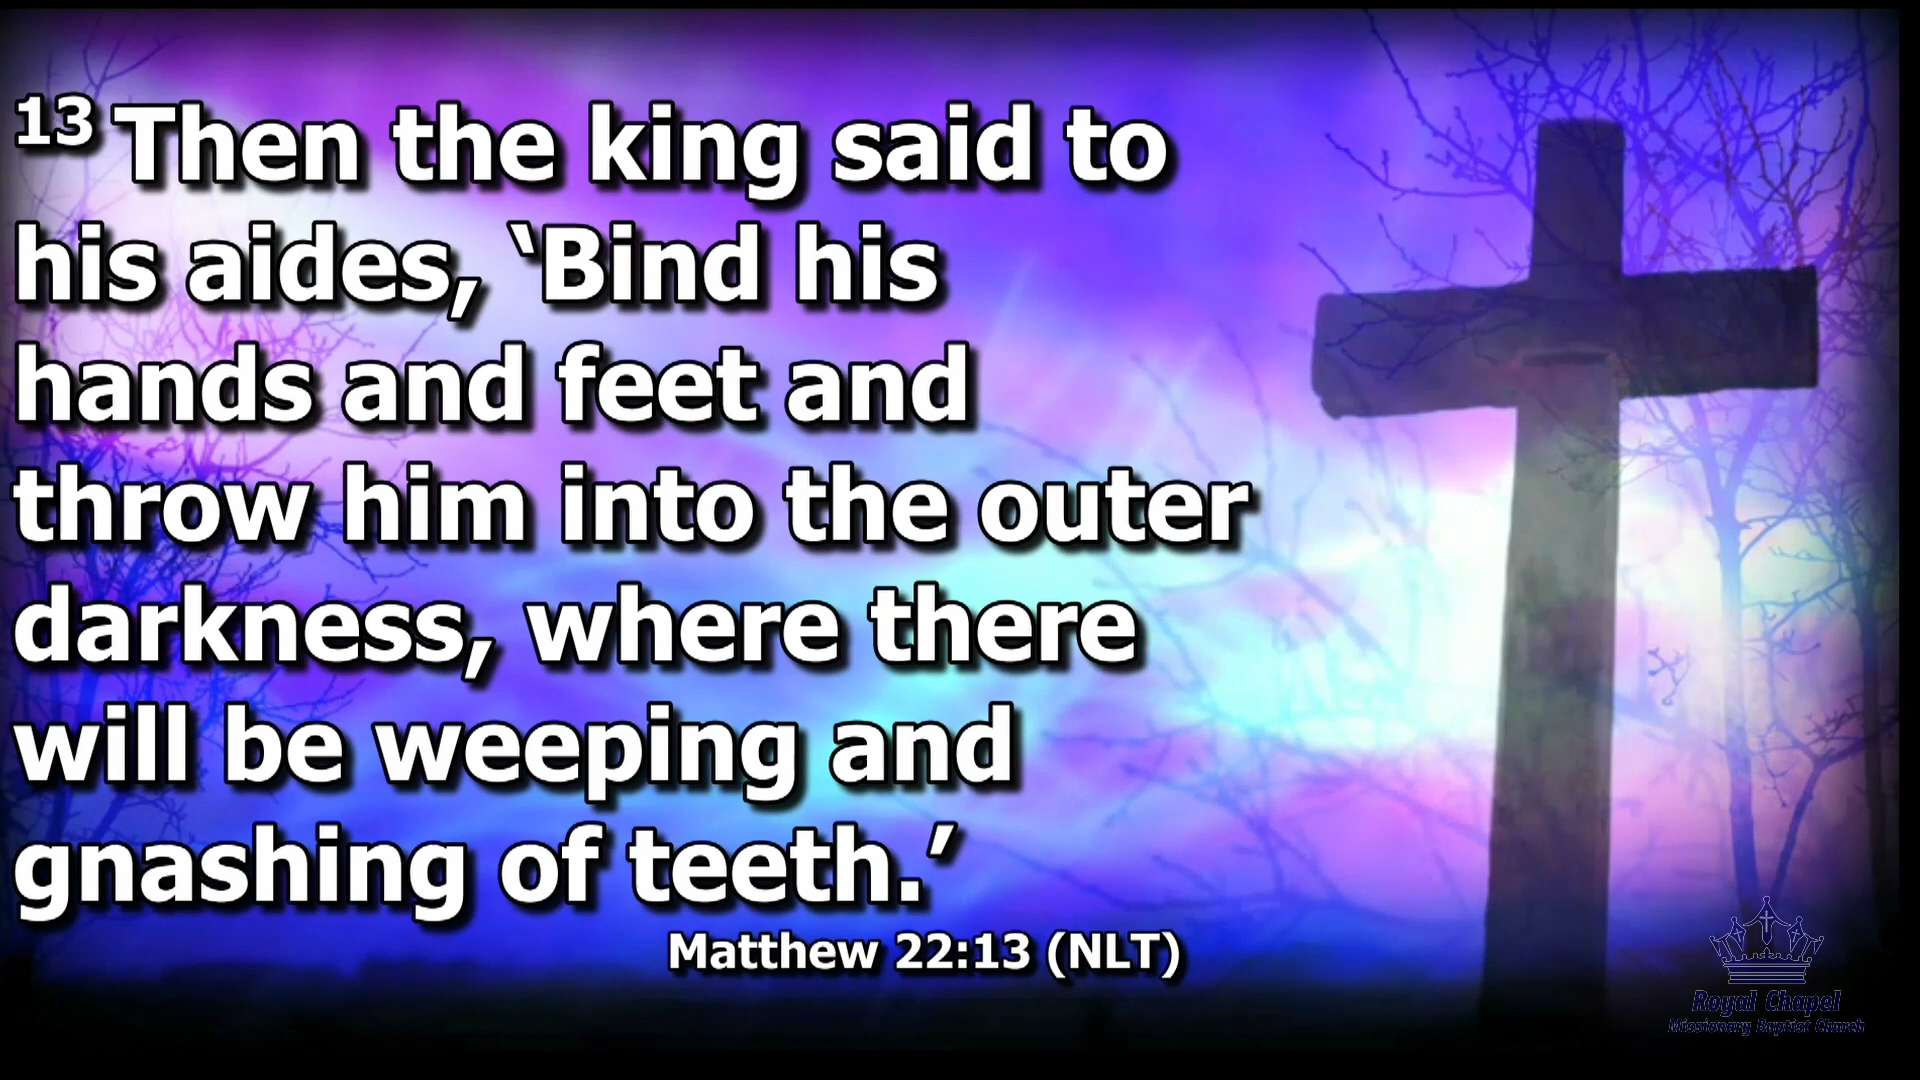 13 Then the king said to
his aides, ‘Bind his
hands and feet and
throw him into the outer
darkness, where there
will be weeping and
gnashing of teeth.’
Matthew 22:13 (NLT)
Royal Chapel
Missionary Baptist Church